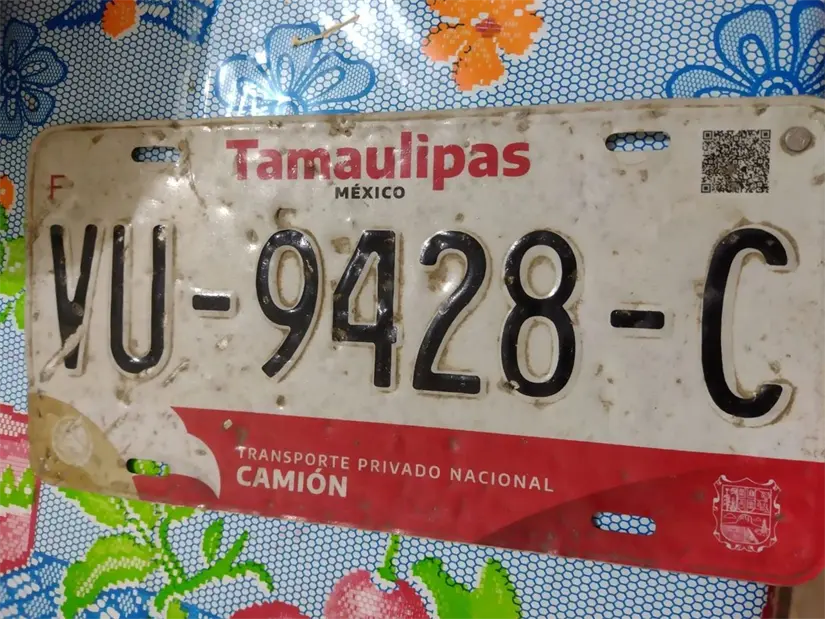 Tamaulipas
MÉXICO
F
VU-9428-C
TRANSPORTE PRIVADO NACIONAL
CAMIÓN